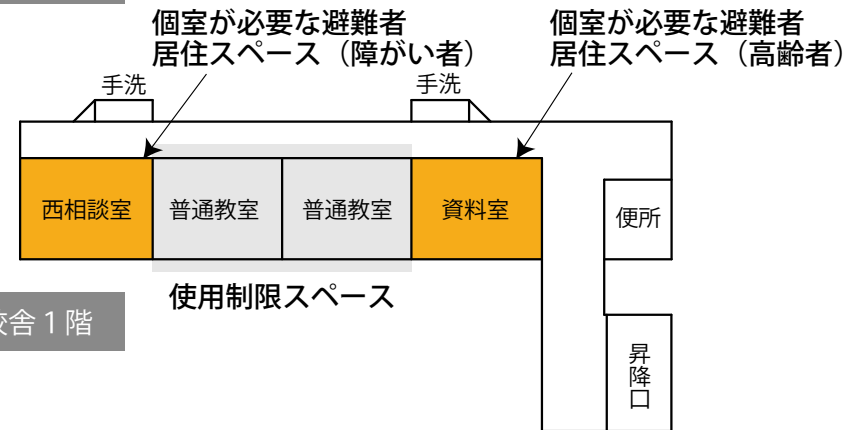 個室が必要な避難者
居住スペース（障がい者）
個室が必要な避難者
居住スペース（高齢者）
手洗
手洗
西相談室
普通教室
普通教室
資料室
便所
使用制限スペース
校舎１階
昇降口